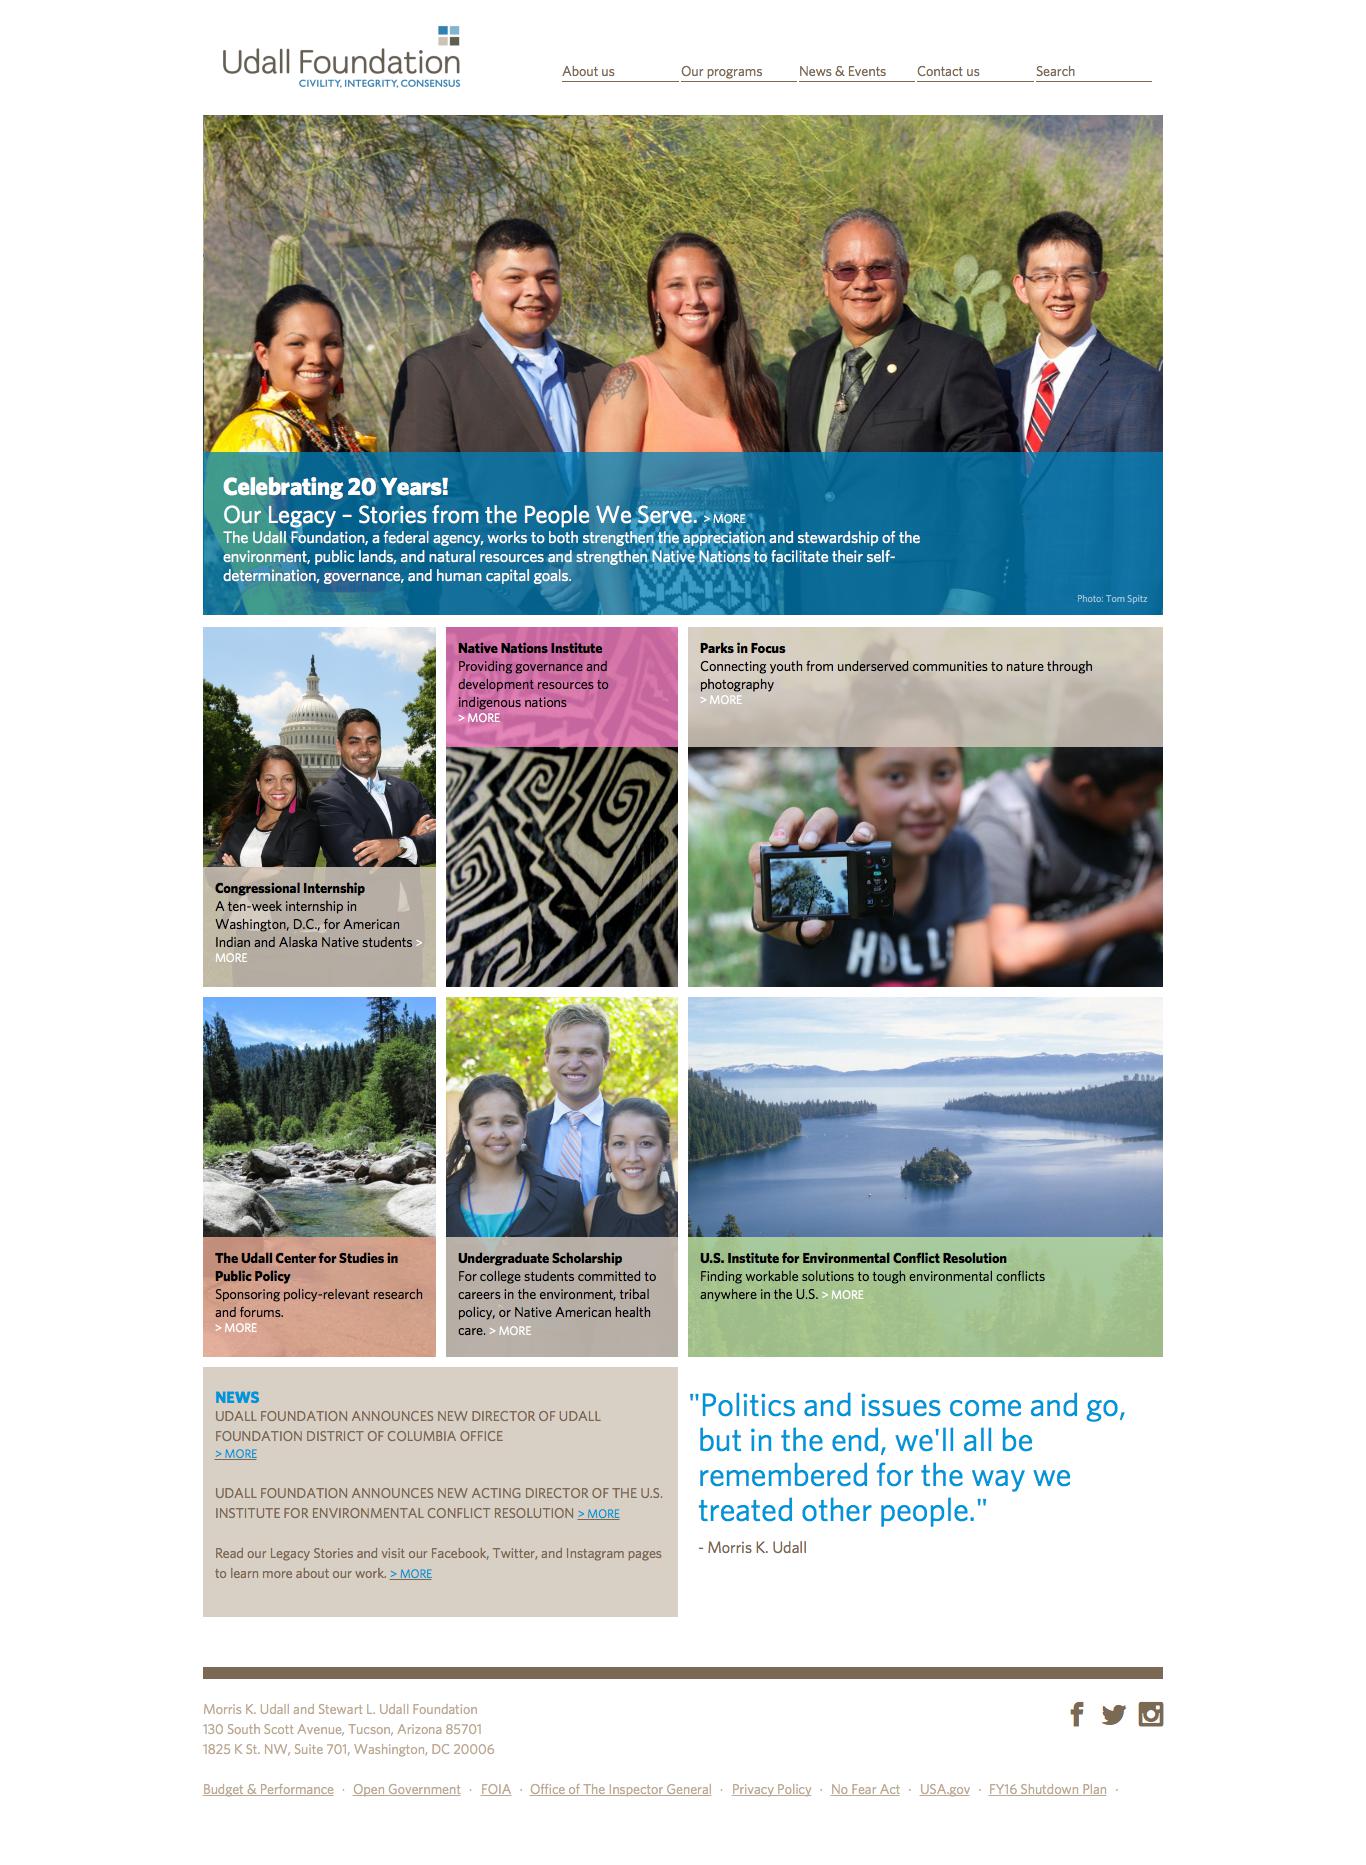 Udall Foundation
CIVILITY, INTEGRITY, CONSENSUS
About us
Our programs
News & Events
Contact us
Search
Celebrating 20 Years!
Our Legacy – Stories from the People We Serve. > MORE
The Udall Foundation, a federal agency, works to both strengthen the appreciation and stewardship of the
environment, public lands, and natural resources and strengthen Native Nations to facilitate their self-
determination, governance, and human capital goals.
Photo: Tom Spitz
Congressional Internship
A ten-week internship in
Washington, D.C., for American
Indian and Alaska Native students >
MORE
Native Nations Institute
Providing governance and
development resources to
indigenous nations
> MORE
Parks in Focus
Connecting youth from underserved communities to nature through
photography
> MORE
HOLL
The Udall Center for Studies in
Public Policy
Sponsoring policy-relevant research
and forums.
> MORE
Undergraduate Scholarship
For college students committed to
careers in the environment, tribal
policy, or Native American health
care. > MORE
U.S. Institute for Environmental Conflict Resolution
Finding workable solutions to tough environmental conflicts
anywhere in the U.S. > MORE
NEWS
UDALL FOUNDATION ANNOUNCES NEW DIRECTOR OF UDALL
FOUNDATION DISTRICT OF COLUMBIA OFFICE
> MORE
UDALL FOUNDATION ANNOUNCES NEW ACTING DIRECTOR OF THE U.S.
INSTITUTE FOR ENVIRONMENTAL CONFLICT RESOLUTION > MORE
Read our Legacy Stories and visit our Facebook, Twitter, and Instagram pages
to learn more about our work. > MORE
"Politics and issues come and go,
but in the end, we'll all be
remembered for the way we
treated other people."
- Morris K. Udall
Morris K. Udall and Stewart L. Udall Foundation
130 South Scott Avenue, Tucson, Arizona 85701
1825 K St. NW, Suite 701, Washington, DC 20006
Budget & Performance · Open Government · FOIA · Office of The Inspector General · Privacy Policy · No Fear Act · USA.gov · FY16 Shutdown Plan ·